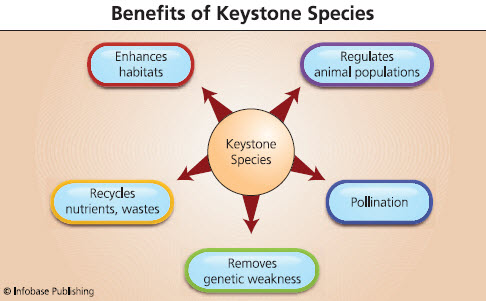 Benefits of Keystone Species
Enhances
habitats
Regulates
animal populations
Keystone
Species
Recycles
nutrients, wastes
Pollination
Removes
genetic weakness
© Infobase Publishing